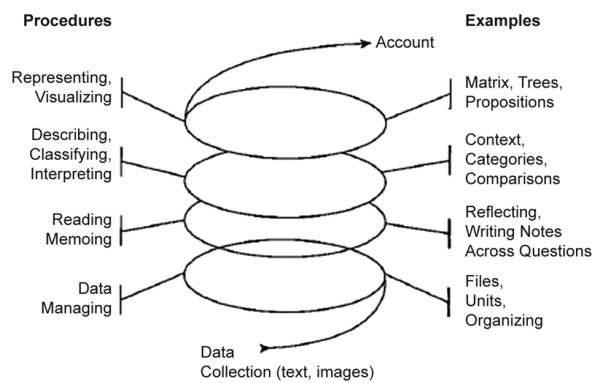 Procedures
Examples
Account
Representing,
Visualizing
Matrix, Trees,
Propositions
Describing,
Classifying,
Interpreting
Context,
Categories,
Comparisons
Reading
Memoing
Reflecting,
Writing Notes
Across Questions
Data
Managing
Files,
Units,
Organizing
Data
Collection (text, images)